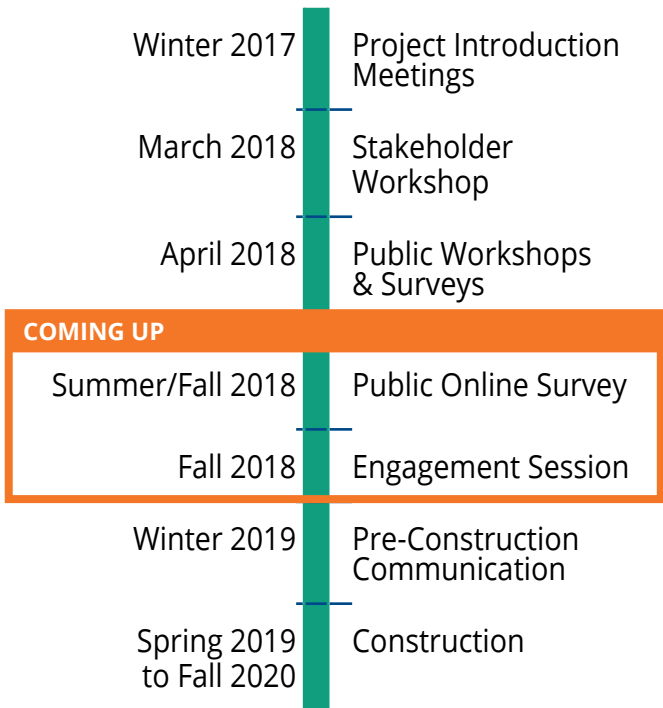 Winter 2017 Project Introduction
Meetings
March 2018 Stakeholder
Workshop
April 2018 Public Workshops
& Surveys
COMING UP
Summer/Fall 2018 Public Online Survey
Fall 2018 Engagement Session
Winter 2019 Pre-Construction
Communication
Spring 2019 Construction
to Fall 2020